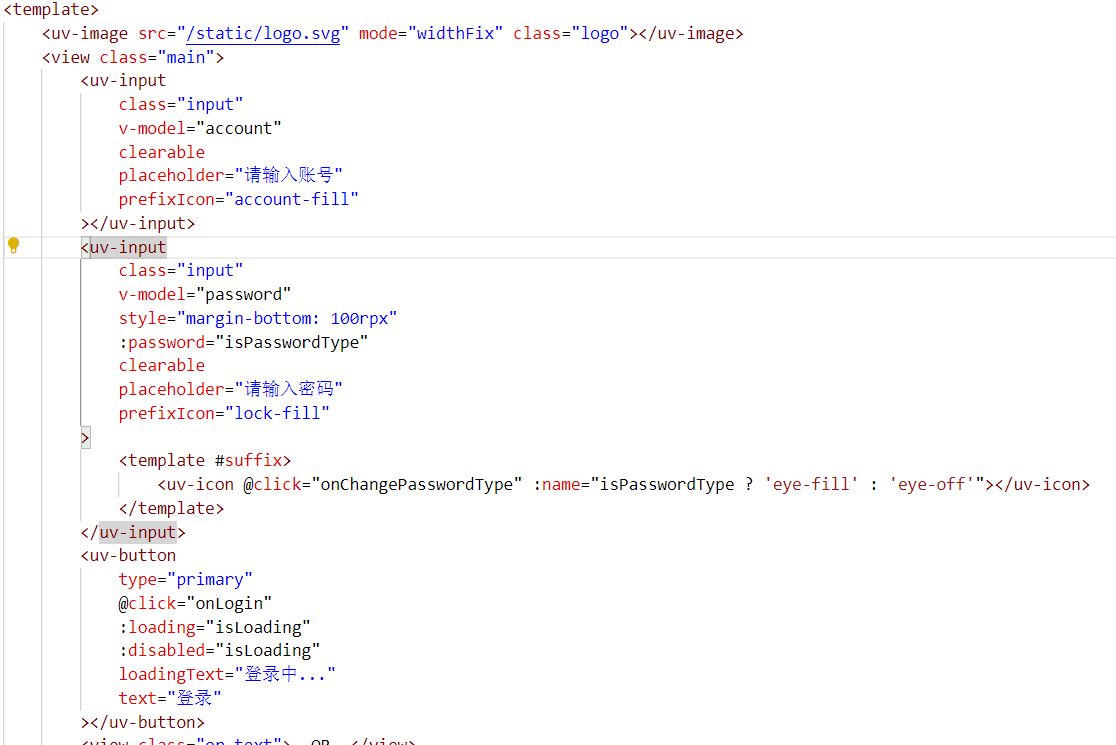 <template>
<uv-image src="/static/logo.svg" mode="widthFix" class="logo"></uv-image>
<view class="main">
<uv-input
class="input"
v-model="account"
clearable
placeholder="请输入账号"
prefixIcon="account-fill"
></uv-input>
<uv-input
class="input"
v-model="password"
style="margin-bottom: 100rpx"
:password="isPasswordType"
clearable
placeholder="请输入密码"
prefixIcon="lock-fill"
>
<template #suffix>
<uv-icon @click="onChangePasswordType" :name="isPasswordType ? 'eye-fill' : 'eye-off'"></uv-icon>
</template>
</uv-input>
<uv-button
type="primary"
@click="onLogin"
:loading="isLoading"
:disabled="isLoading"
loadingText="登录中..."
text="登录"
></uv-button>